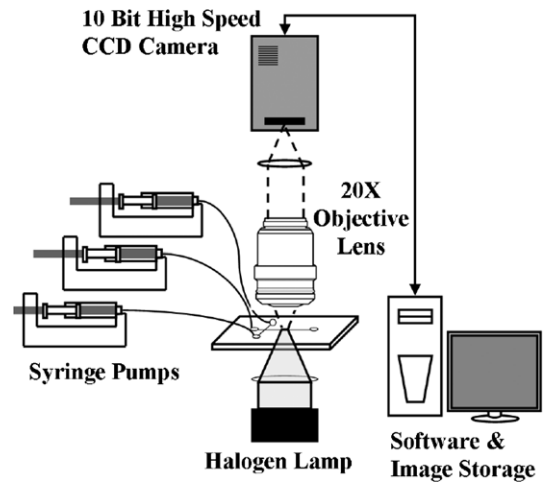 10 Bit High Speed
CCD Camera
20X
Objective
Lens
Syringe Pumps
Halogen Lamp
Software &
Image Storage